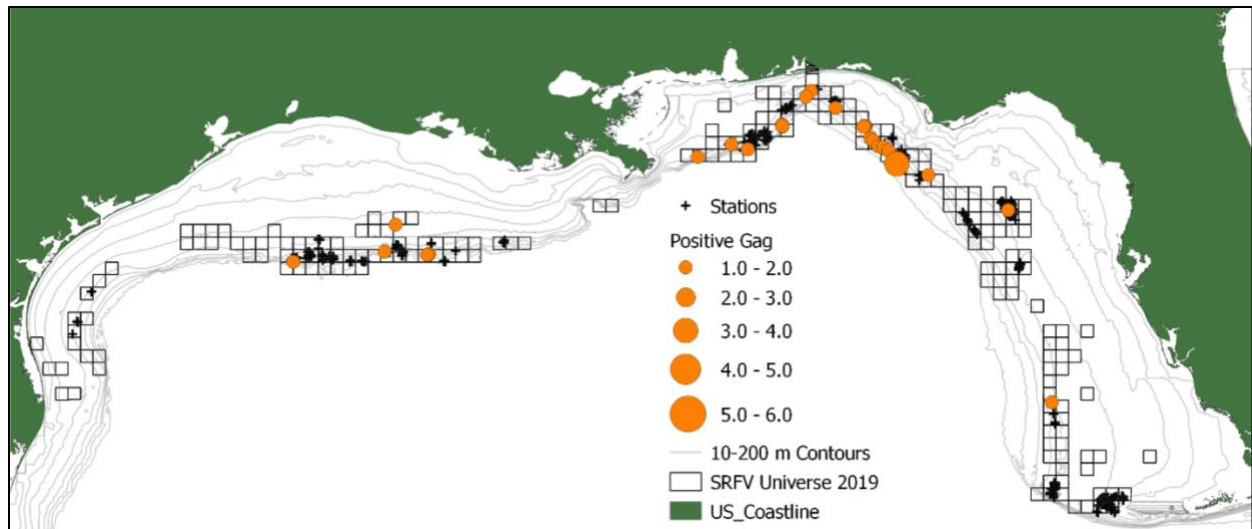 Stations
Positive Gag
1.0 - 2.0
2.0 - 3.0
3.0 - 4.0
4.0 - 5.0
5.0 - 6.0
10-200 m Contours
SRFV Universe 2019
US_Coastline